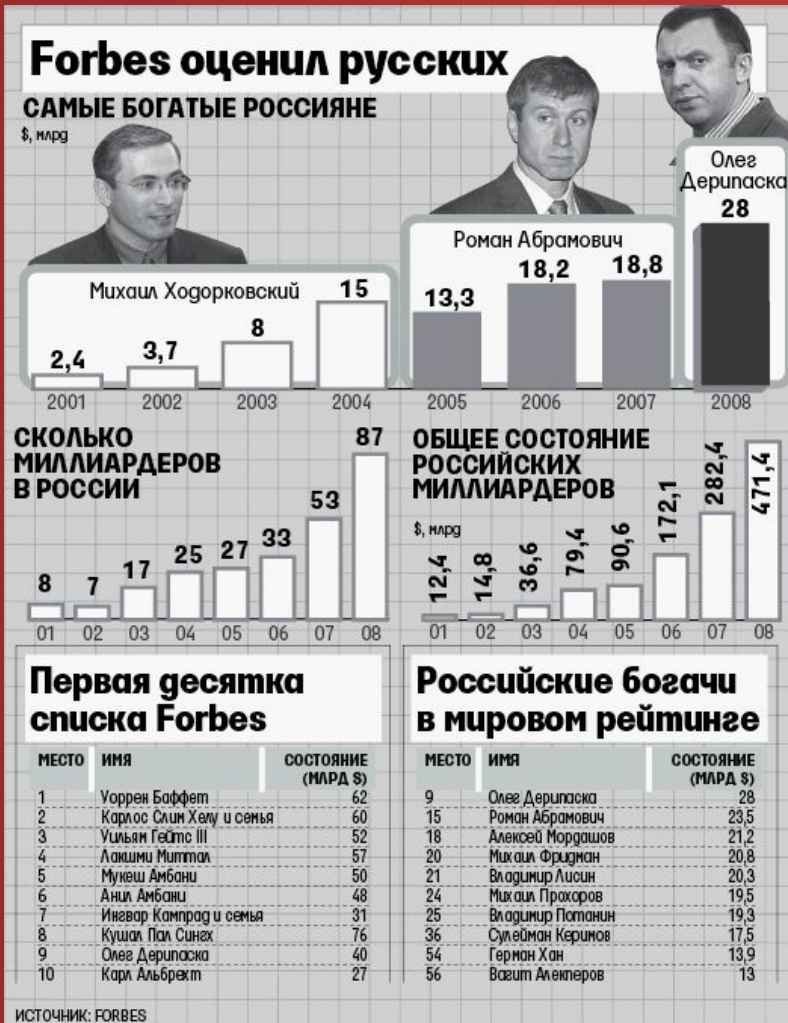 Forbes оценил русских
САМЫЕ БОГАТЫЕ РОССИЯНЕ
$, млрд
Михаил Ходорковский
Роман Абрамович
Олег
Дерипаска
2,4 3,7 8 15 13,3 18,2 18,8 28
2001 2002 2003 2004 2005 2006 2007 2008
СКОЛЬКО
МИЛЛИАРДЕРОВ
В РОССИИ
8 7 17 25 27 33 53 87
01 02 03 04 05 06 07 08
ОБЩЕЕ СОСТОЯНИЕ
РОССИЙСКИХ
МИЛЛИАРДЕРОВ
$, млрд
12,4 14,8 36,6 79,4 90,6 172,1 282,4 471,4
01 02 03 04 05 06 07 08
Первая десятка
списка Forbes
МЕСТО ИМЯ СОСТОЯНИЕ
(МЛРД $)
1 Уоррен Баффет 62
2 Карлос Слим Хелу и семья 60
3 Уильям Гейтс III 52
4 Лакшми Миттал 57
5 Мукеш Амбани 50
6 Анил Амбани 48
7 Ингвар Кампрад и семья 31
8 Кушал Пал Сингх 76
9 Олег Дерипаска 40
10 Карл Альбрехт 27
Российские богачи
в мировом рейтинге
МЕСТО ИМЯ СОСТОЯНИЕ
(МЛРД $)
9 Олег Дерипаска 28
15 Роман Абрамович 23,5
18 Алексей Мордашов 21,2
20 Михаил Фридман 20,8
21 Владимир Лисин 20,3
24 Михаил Прохоров 19,5
25 Владимир Потанин 19,3
36 Сулейман Керимов 17,5
54 Герман Хан 13,9
56 Вагит Алекперов 13
ИСТОЧНИК: FORBES